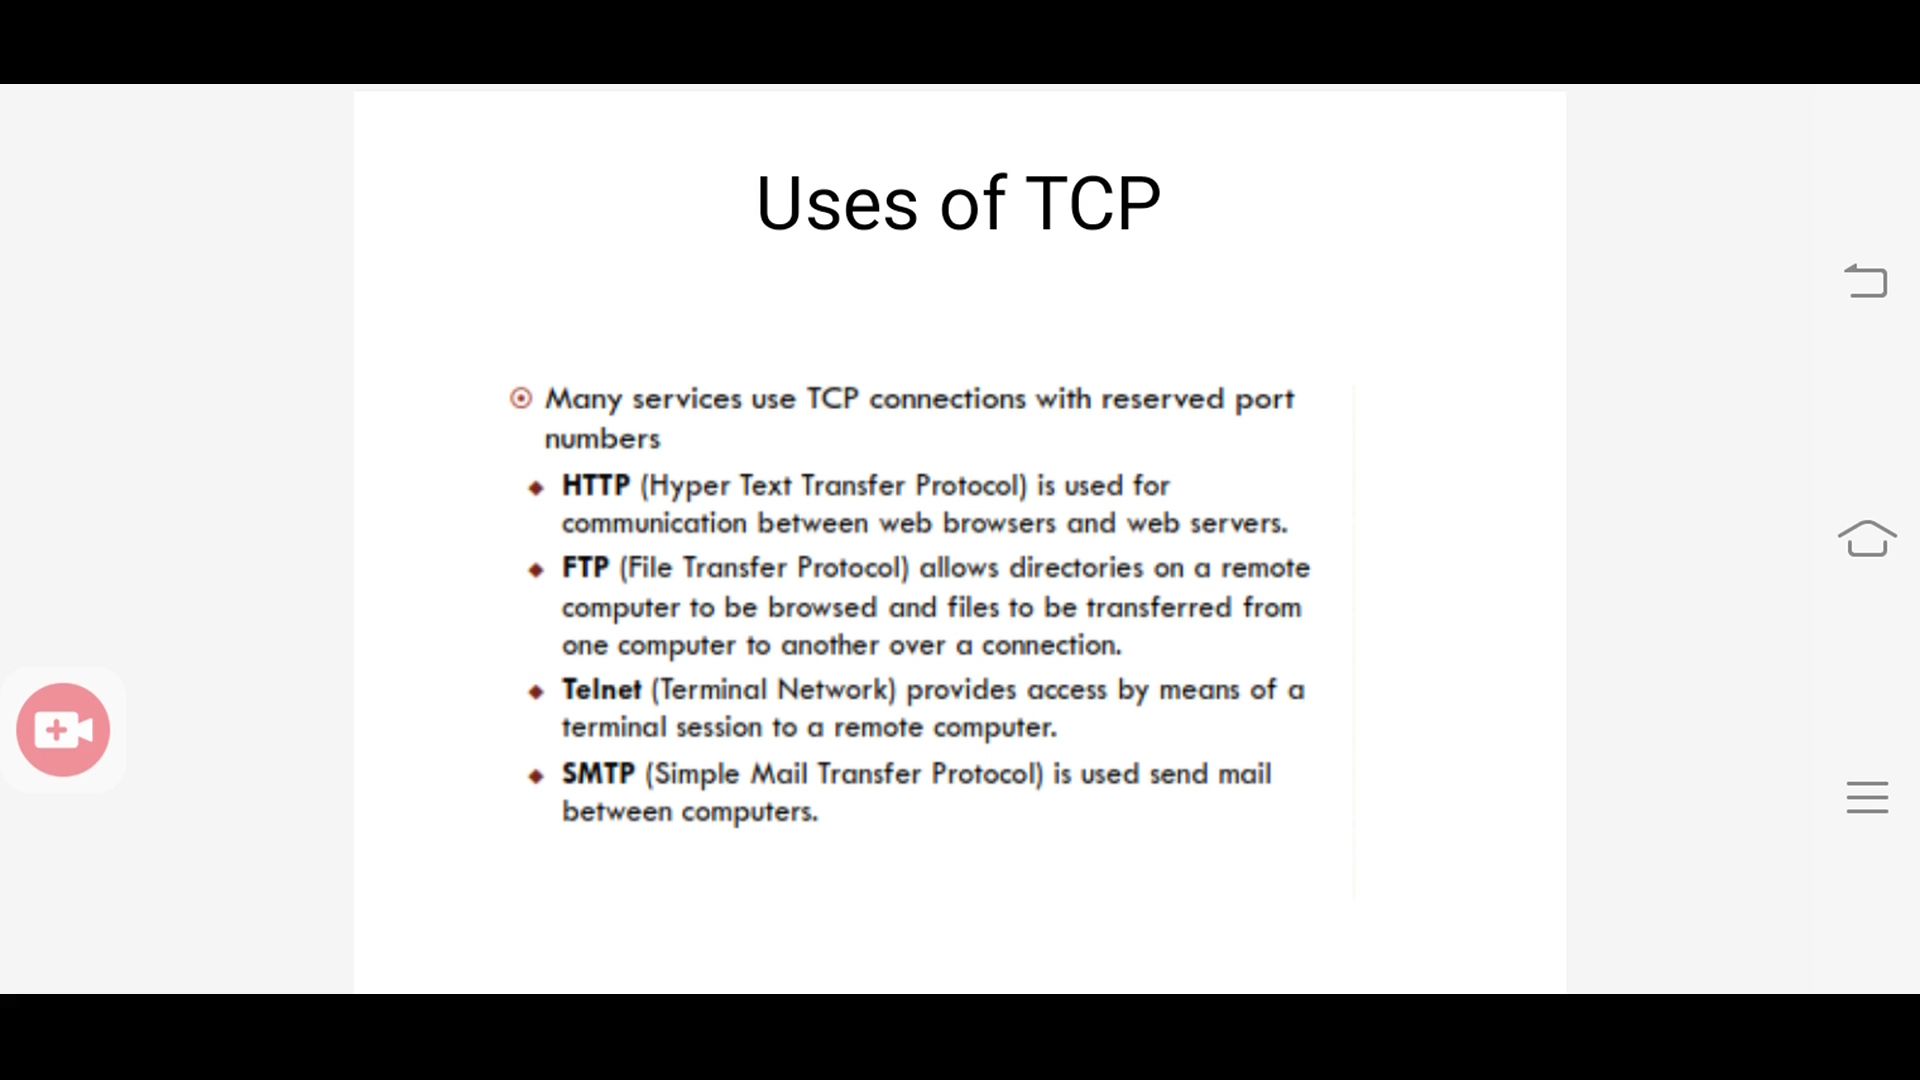 Uses of TCP
Many services use TCP connections with reserved port
numbers
HTTP (Hyper Text Transfer Protocol) is used for
communication between web browsers and web servers.
FTP (File Transfer Protocol) allows directories on a remote
computer to be browsed and files to be transferred from
one computer to another over a connection.
Telnet (Terminal Network) provides access by means of a
terminal session to a remote computer.
SMTP (Simple Mail Transfer Protocol) is used send mail
between computers.